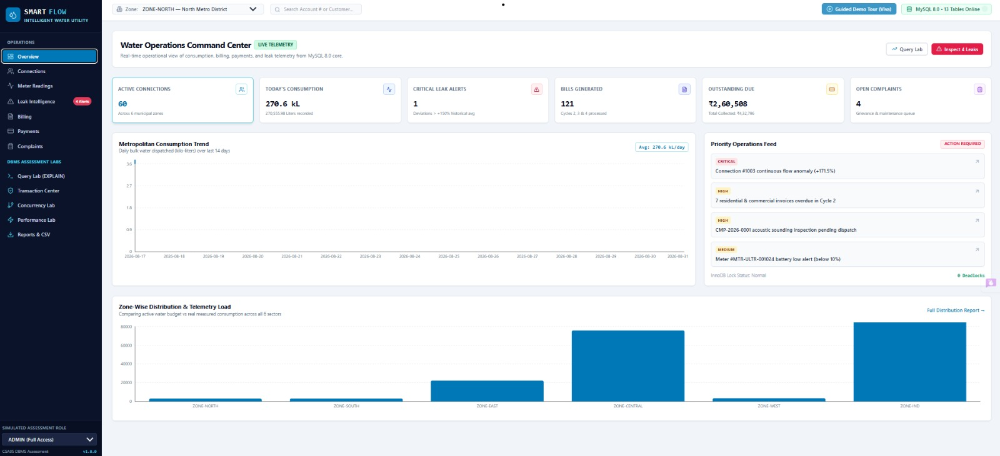 SMART FLOW
INTELLIGENT WATER UTILITY
OPERATIONS
Overview
Connections
Meter Readings
Leak Intelligence
4 Alerts
Billing
Payments
Complaints
DBMS ASSESSMENT LABS
Query Lab (EXPLAIN)
Transaction Center
Concurrency Lab
Performance Lab
Reports & CSV
SIMULATED ASSESSMENT ROLE
ADMIN (Full Access)
CSA05 DBMS Assessment
v1.0.0
Zone: ZONE-NORTH — North Metro District
Search Account # or Customer...
Guided Demo Tour (Viva)
MySQL 8.0 • 13 Tables Online
Water Operations Command Center
LIVE TELEMETRY
Real-time operational view of consumption, billing, payments, and leak telemetry from MySQL 8.0 core.
Query Lab
Inspect 4 Leaks
ACTIVE CONNECTIONS
60
Across 6 municipal zones
TODAY'S CONSUMPTION
270.6 kL
270,555.98 Liters recorded
CRITICAL LEAK ALERTS
1
Deviations > +150% historical avg
BILLS GENERATED
121
Cycles 2, 3 & 4 processed
OUTSTANDING DUE
₹2,60,508
Total Collected: ₹4,32,796
OPEN COMPLAINTS
4
Grievance & maintenance queue
Metropolitan Consumption Trend
Daily bulk water dispatched (kilo-liters) over last 14 days
Avg: 270.6 kL/day
3.6
2.7
1.8
0.9
0
2026-08-17 2026-08-18 2026-08-19 2026-08-20 2026-08-21 2026-08-22 2026-08-23 2026-08-24 2026-08-25 2026-08-26 2026-08-27 2026-08-28 2026-08-29 2026-08-30 2026-08-31
Priority Operations Feed
ACTION REQUIRED
CRITICAL
Connection #1003 continuous flow anomaly (+171.5%)
HIGH
7 residential & commercial invoices overdue in Cycle 2
HIGH
CMP-2026-0001 acoustic sounding inspection pending dispatch
MEDIUM
Meter #MTR-ULTR-001024 battery low alert (below 10%)
InnoDB Lock Status: Normal
0 Deadlocks
Zone-Wise Distribution & Telemetry Load
Comparing active water budget vs real measured consumption across all 6 sectors
Full Distribution Report →
80000
60000
40000
20000
0
ZONE-NORTH ZONE-SOUTH ZONE-EAST ZONE-CENTRAL ZONE-WEST ZONE-IND